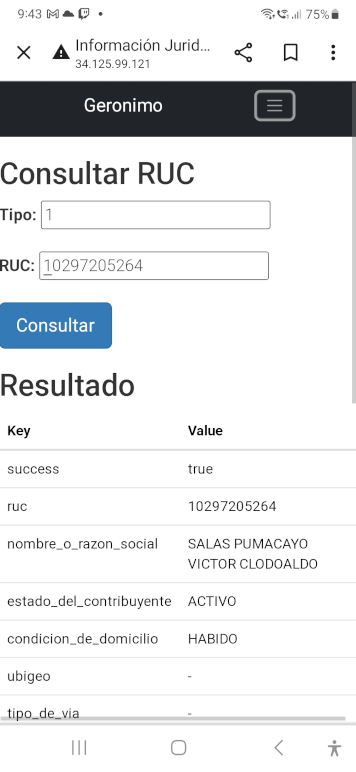 9:43
75%
Información Jurid...
34.125.99.121
Geronimo
Consultar RUC
Tipo: 1
RUC: 10297205264
Consultar
Resultado
Key Value
success true
ruc 10297205264
nombre_o_razon_social SALAS PUMACAYO
VICTOR CLODOALDO
estado_del_contribuyente ACTIVO
condicion_de_domicilio HABIDO
ubigeo -
tipo_de_via -